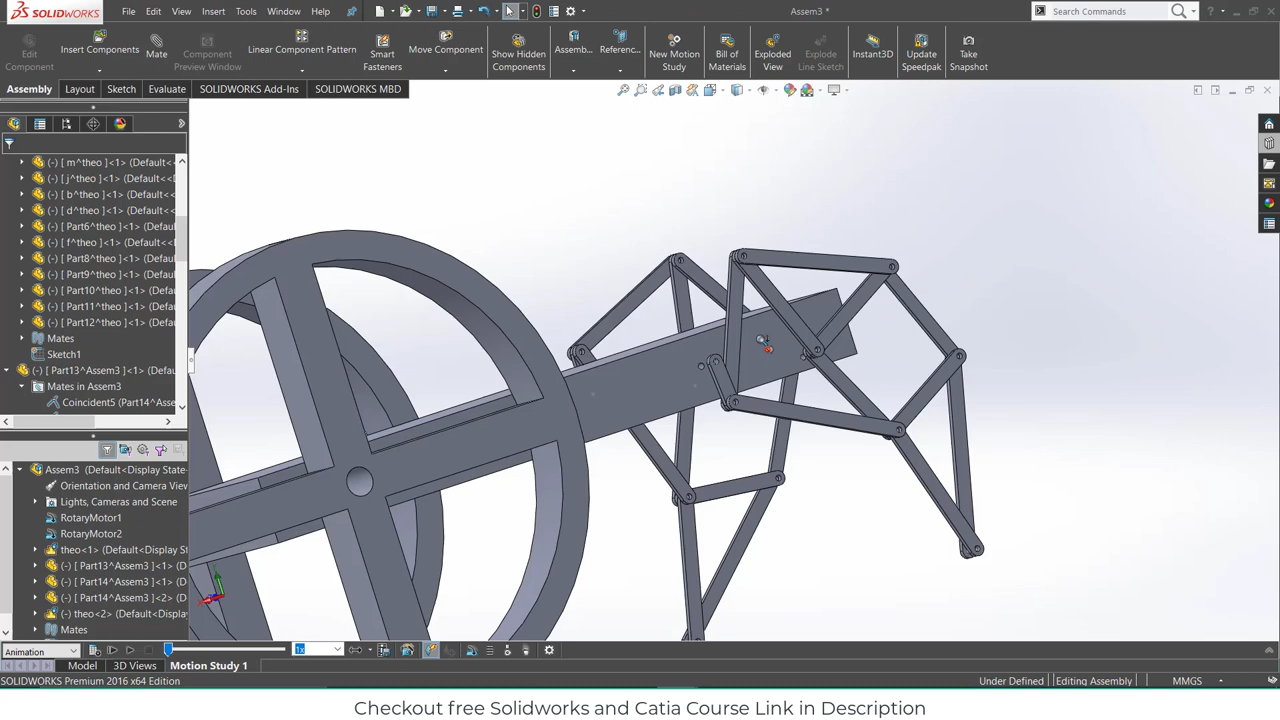 SOLIDWORKS File Edit View Insert Tools Window Help Assem3 * Search Commands
Edit Component Insert Components Mate Component Preview Window Linear Component Pattern Smart Fasteners Move Component Show Hidden Components Assemb... Referenc... New Motion Study Bill of Materials Exploded View Explode Line Sketch Instant3D Update Speedpak Take Snapshot
Assembly Layout Sketch Evaluate SOLIDWORKS Add-Ins SOLIDWORKS MBD
(-) [ m^theo ]<1> (Default<
(-) [ j^theo ]<1> (Default<<D
(-) [ b^theo ]<1> (Default<<
(-) [ d^theo ]<1> (Default<<
(-) [ Part6^theo ]<1> (Defau
(-) [ f^theo ]<1> (Default<<D
(-) [ Part8^theo ]<1> (Defau
(-) [ Part9^theo ]<1> (Defau
(-) [ Part10^theo ]<1> (Defa
(-) [ Part11^theo ]<1> (Defa
(-) [ Part12^theo ]<1> (Defa
Mates
Sketch1
(-) [ Part13^Assem3 ]<1> (Defau
Mates in Assem3
Coincident5 (Part14^Asse
Assem3 (Default<Display State-
Orientation and Camera View
Lights, Cameras and Scene
RotaryMotor1
RotaryMotor2
theo<1> (Default<Display St
(-) [ Part13^Assem3 ]<1> (D
(-) [ Part14^Assem3 ]<1> (D
(-) [ Part14^Assem3 ]<2> (D
(-) theo<2> (Default<Display
Mates
Animation 1x
Model 3D Views Motion Study 1
SOLIDWORKS Premium 2016 x64 Edition Under Defined Editing Assembly MMGS
Checkout free Solidworks and Catia Course Link in Description